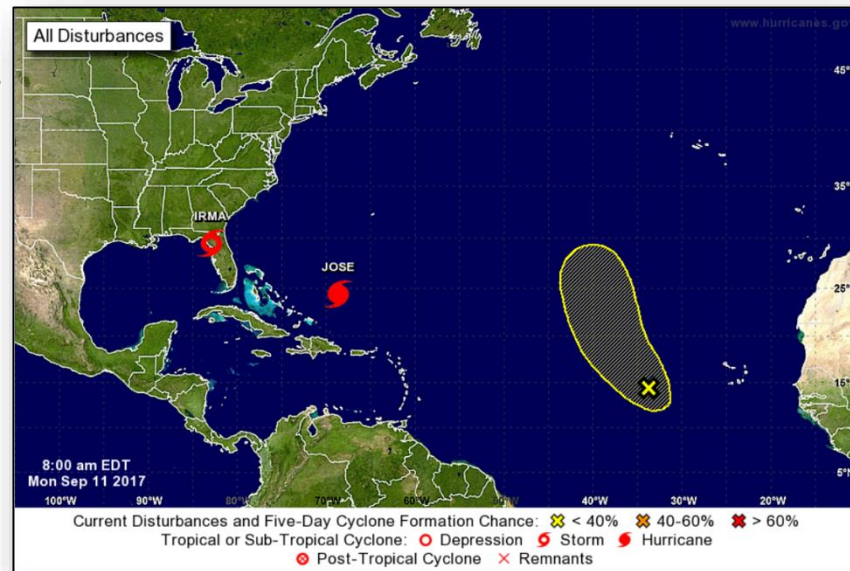 All Disturbances
www.hurricanes.gov
45°
35°
IRMA
JOSE
25°
15°
8:00 am EDT
Mon Sep 11 2017
5°N
100°W 90°W 80°W 70°W 40°W 30°W 20°W
Current Disturbances and Five-Day Cyclone Formation Chance: < 40% 40-60% > 60%
Tropical or Sub-Tropical Cyclone: Depression Storm Hurricane
Post-Tropical Cyclone Remnants